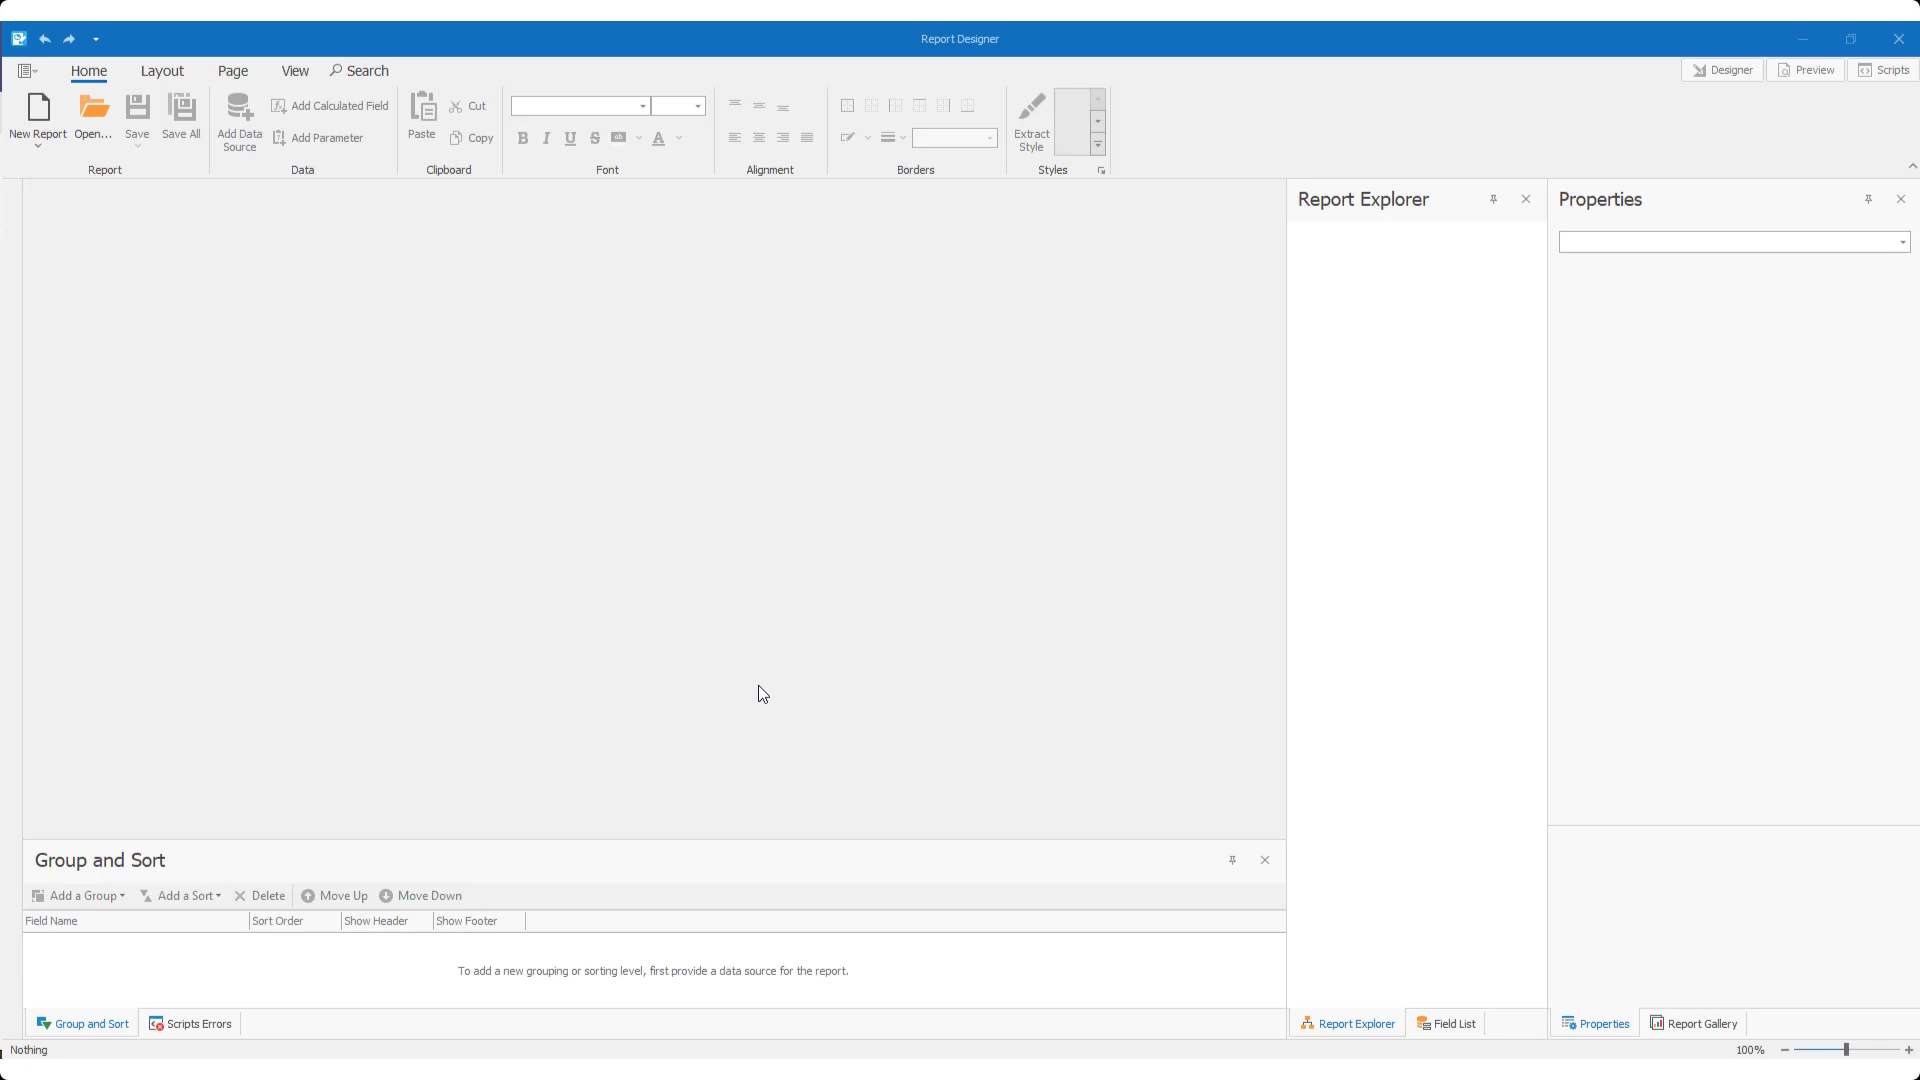 Report Designer
Home Layout Page View Search
Designer Preview Scripts
New Report Open... Save Save All
Add Data Source
Add Calculated Field
Add Parameter
Paste
Cut
Copy
B I U S ab A
Extract Style
Report Data Clipboard Font Alignment Borders Styles
Report Explorer
Properties
Group and Sort
Add a Group Add a Sort Delete Move Up Move Down
Field Name Sort Order Show Header Show Footer
To add a new grouping or sorting level, first provide a data source for the report.
Group and Sort Scripts Errors
Report Explorer Field List
Properties Report Gallery
Nothing
100%